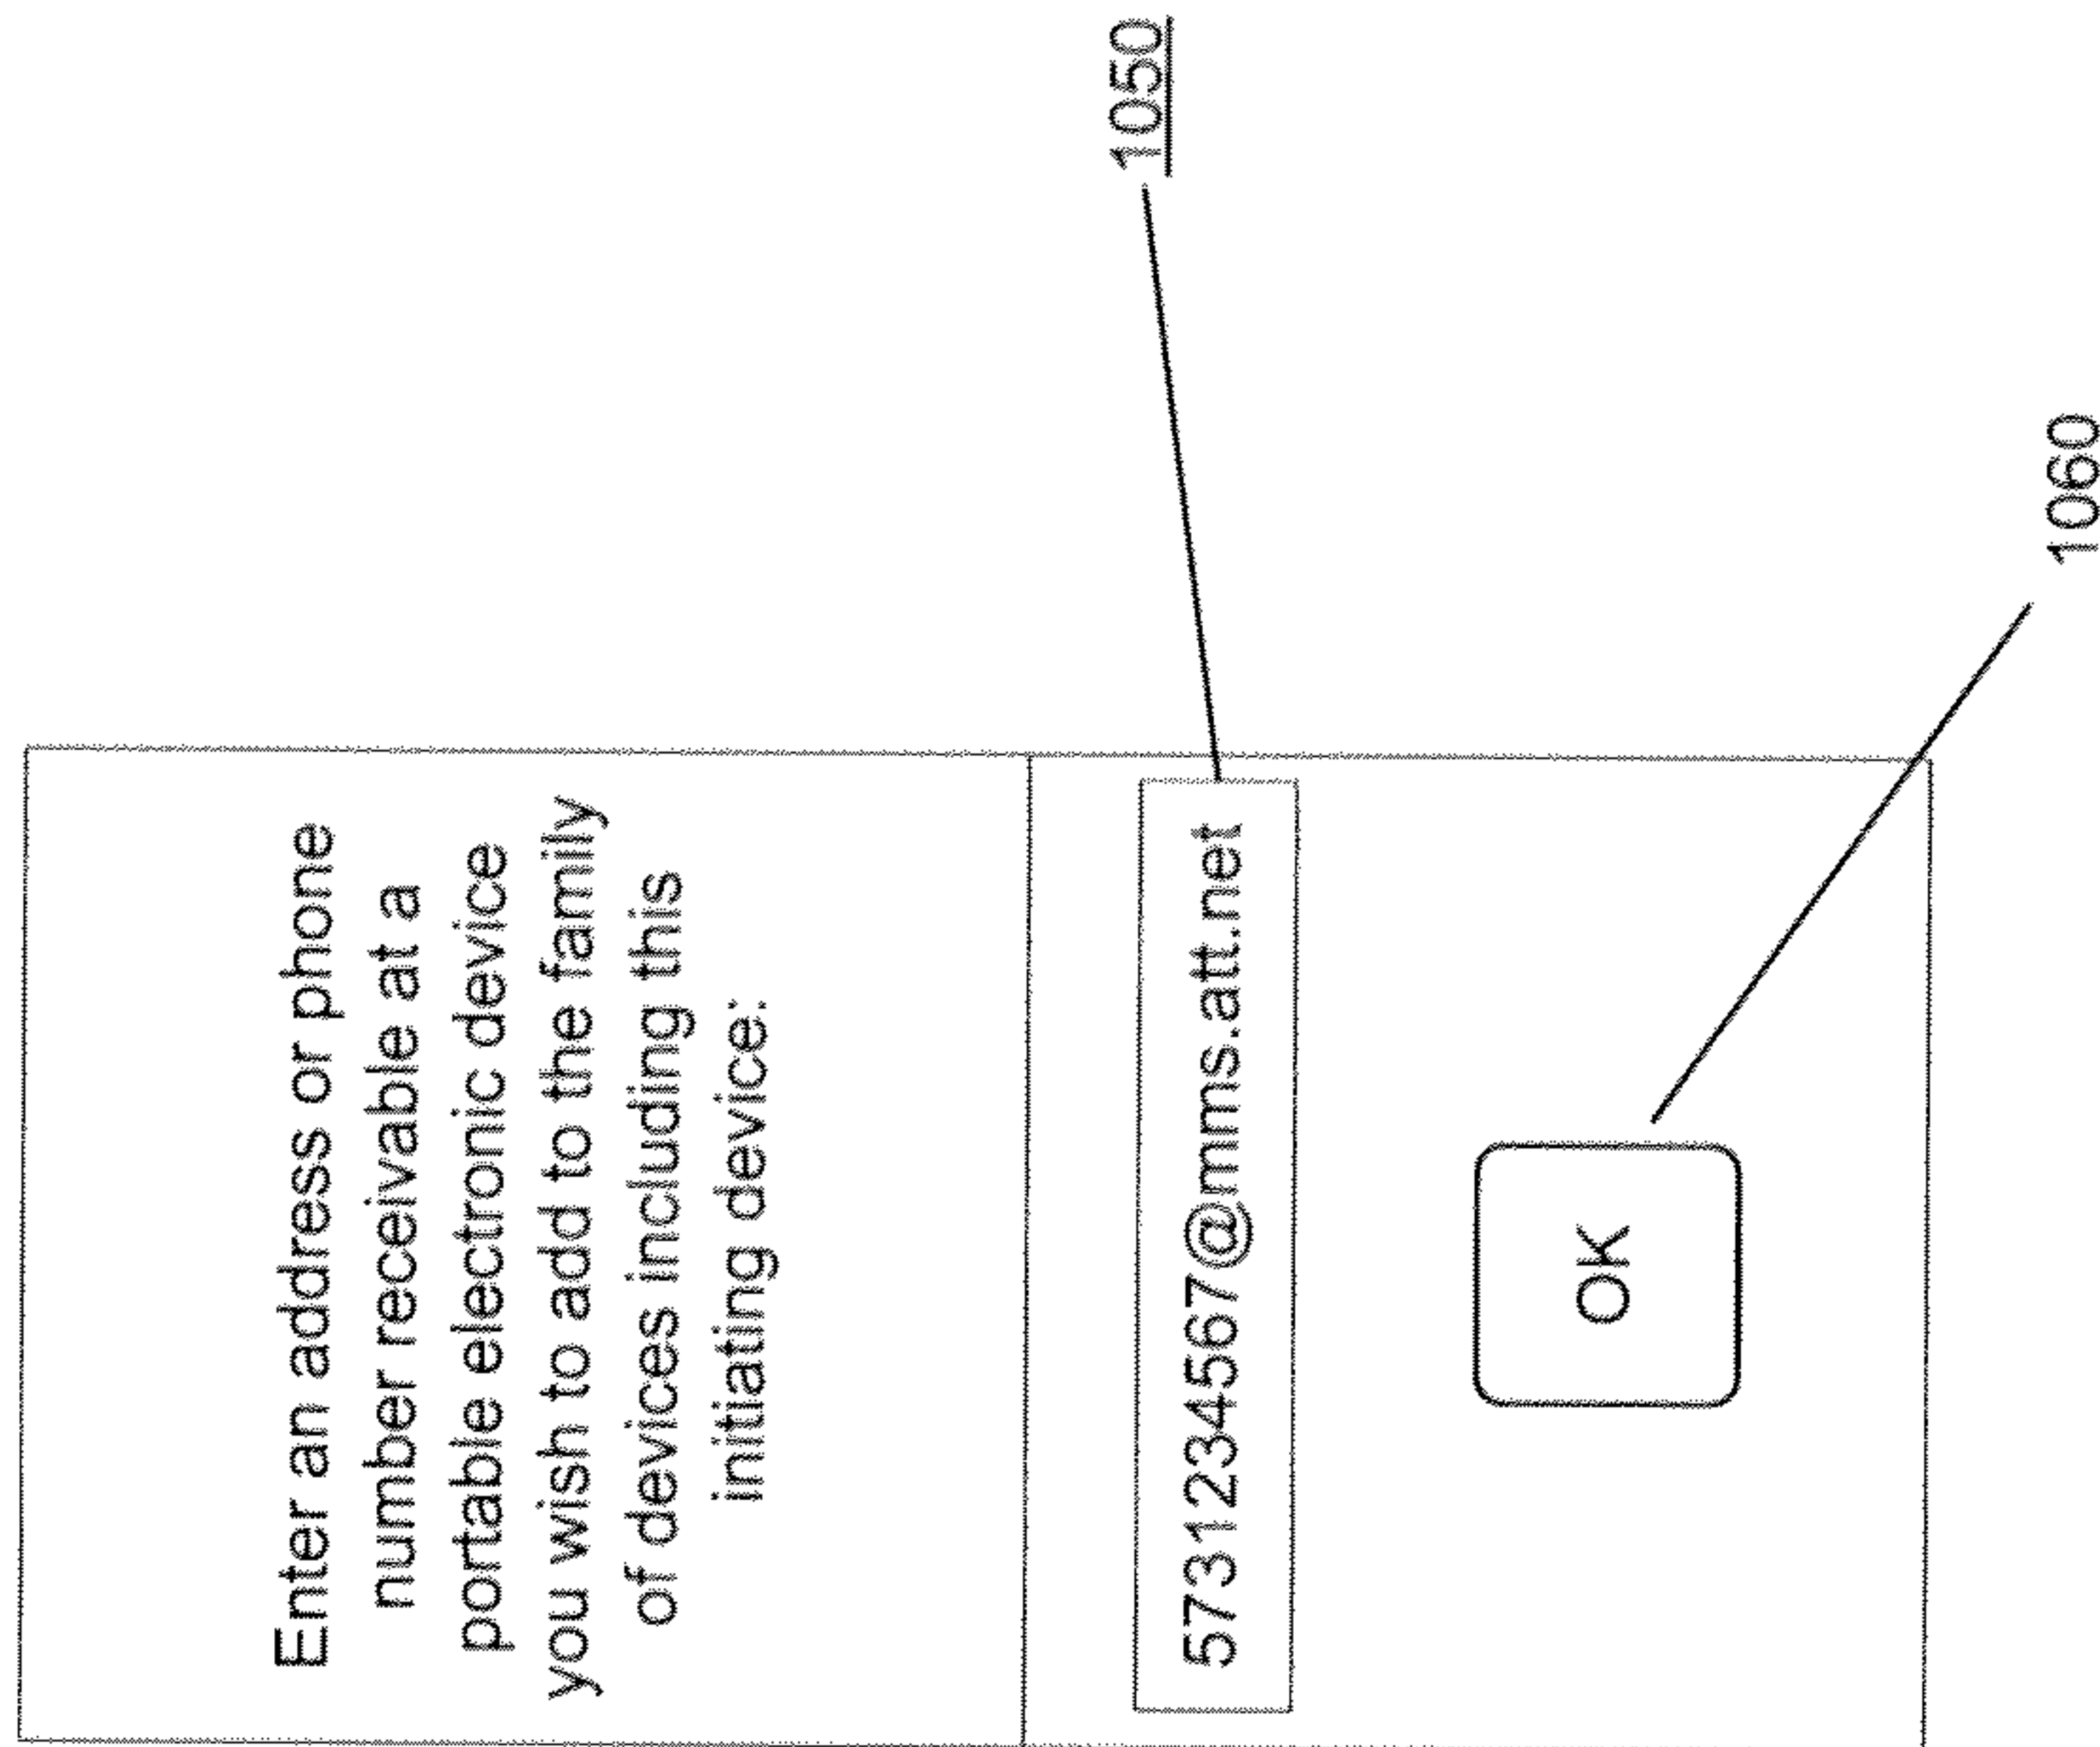 Enter an address or phone
number receivable at a
portable electronic device
you wish to add to the family
of devices including this
initiating device:
5731234567@mms.att.net
OK
1050
1060